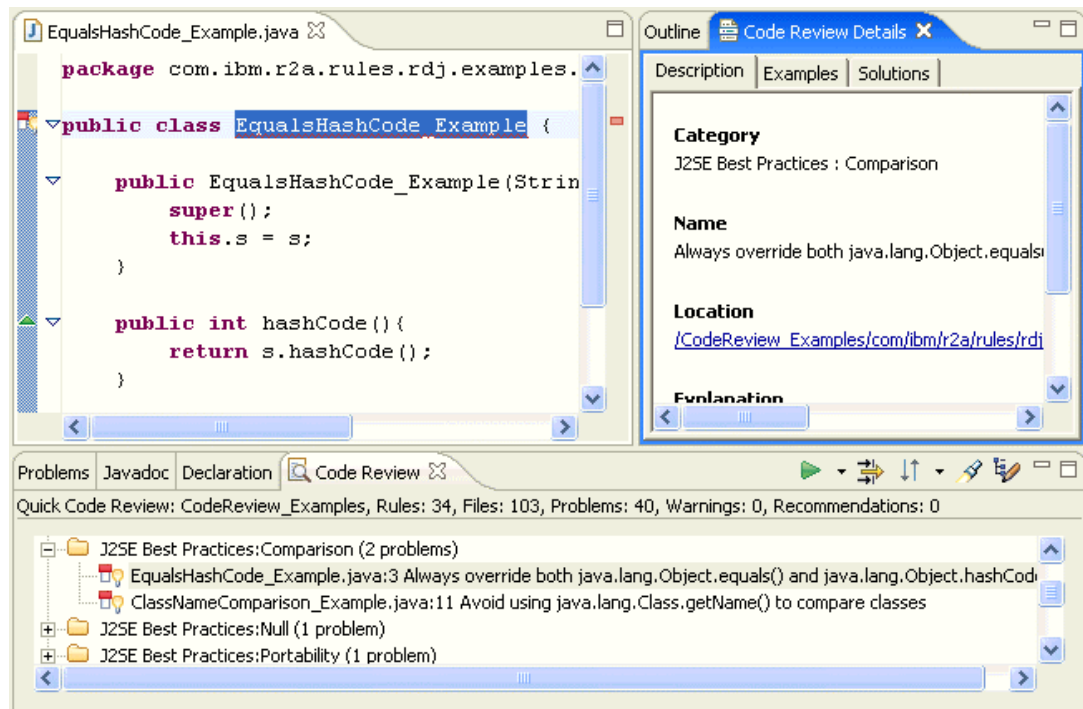 EqualsHashCode_Example.java
package com.ibm.r2a.rules.rdj.examples.
public class EqualsHashCode_Example {
public EqualsHashCode_Example(Strin
super();
this.s = s;
}
public int hashCode(){
return s.hashCode();
}
Outline Code Review Details
Description Examples Solutions
Category
J2SE Best Practices : Comparison
Name
Always override both java.lang.Object.equals(
Location
/CodeReview_Examples/com/ibm/r2a/rules/rdj
Explanation
Problems Javadoc Declaration Code Review
Quick Code Review: CodeReview_Examples, Rules: 34, Files: 103, Problems: 40, Warnings: 0, Recommendations: 0
J2SE Best Practices:Comparison (2 problems)
EqualsHashCode_Example.java:3 Always override both java.lang.Object.equals() and java.lang.Object.hashCod
ClassNameComparison_Example.java:11 Avoid using java.lang.Class.getName() to compare classes
J2SE Best Practices:Null (1 problem)
J2SE Best Practices:Portability (1 problem)